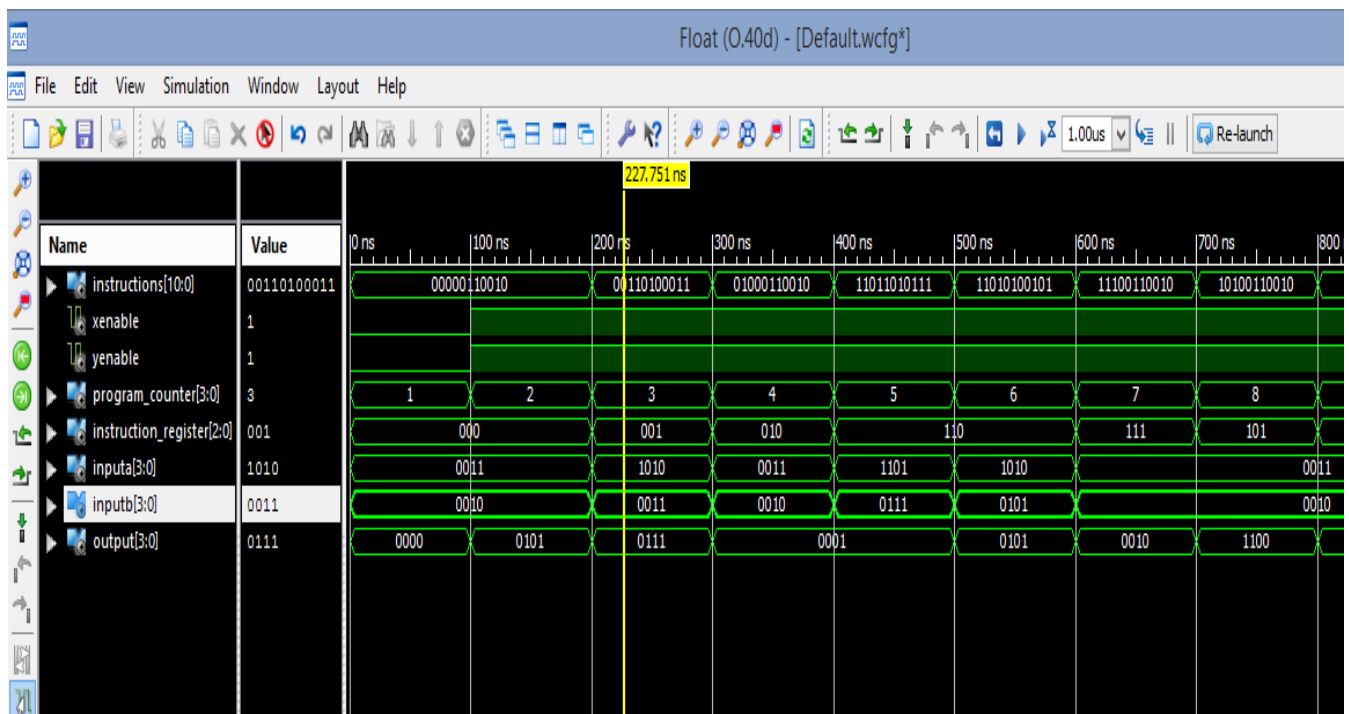 Float (O.40d) - [Default.wcfg*]
File Edit View Simulation Window Layout Help
1.00us Re-launch
227.751 ns
Name Value 0 ns 100 ns 200 ns 300 ns 400 ns 500 ns 600 ns 700 ns 800
instructions[10:0] 00110100011 00000110010 00110100011 01000110010 11011010111 11010100101 11100110010 10100110010
xenable 1
yenable 1
program_counter[3:0] 3 1 2 3 4 5 6 7 8
instruction_register[2:0] 001 000 001 010 110 111 101
inputa[3:0] 1010 0011 1010 0011 1101 1010 0011
inputb[3:0] 0011 0010 0011 0010 0111 0101 0010
output[3:0] 0111 0000 0101 0111 0001 0101 0010 1100